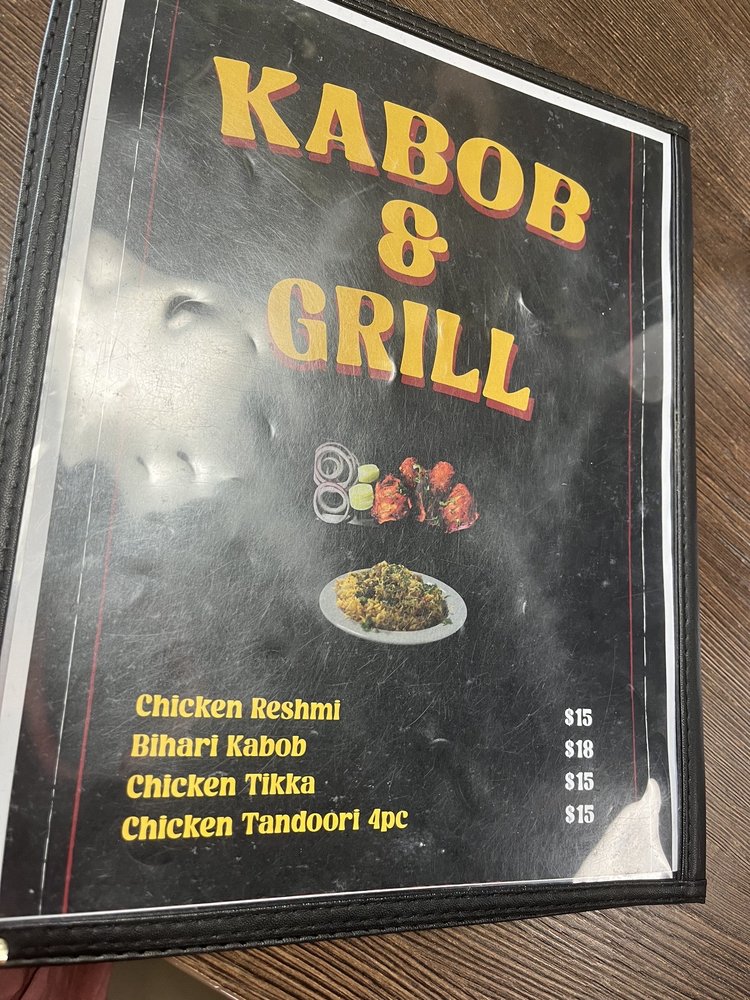 KABOB
&
GRILL
Chicken Reshmi $15
Bihari Kabob $18
Chicken Tikka $15
Chicken Tandoori 4pc $15